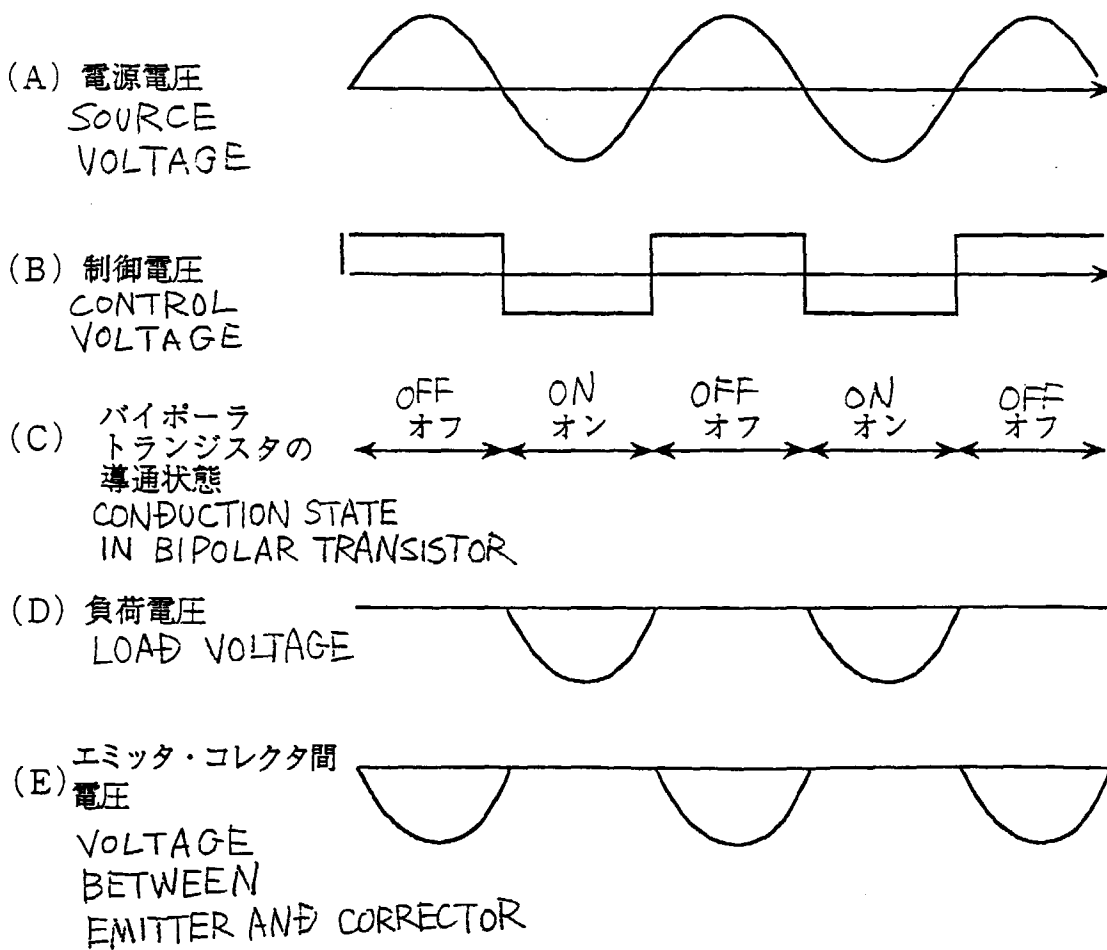 (A) 電源電圧
SOURCE
VOLTAGE
(B) 制御電圧
CONTROL
VOLTAGE
OFF ON OFF ON OFF
オフ オン オフ オン オフ
(C) バイポーラ
トランジスタの
導通状態
CONDUCTION STATE
IN BIPOLAR TRANSISTOR
(D) 負荷電圧
LOAD VOLTAGE
(E) エミッタ・コレクタ間
電圧
VOLTAGE
BETWEEN
EMITTER AND CORRECTOR